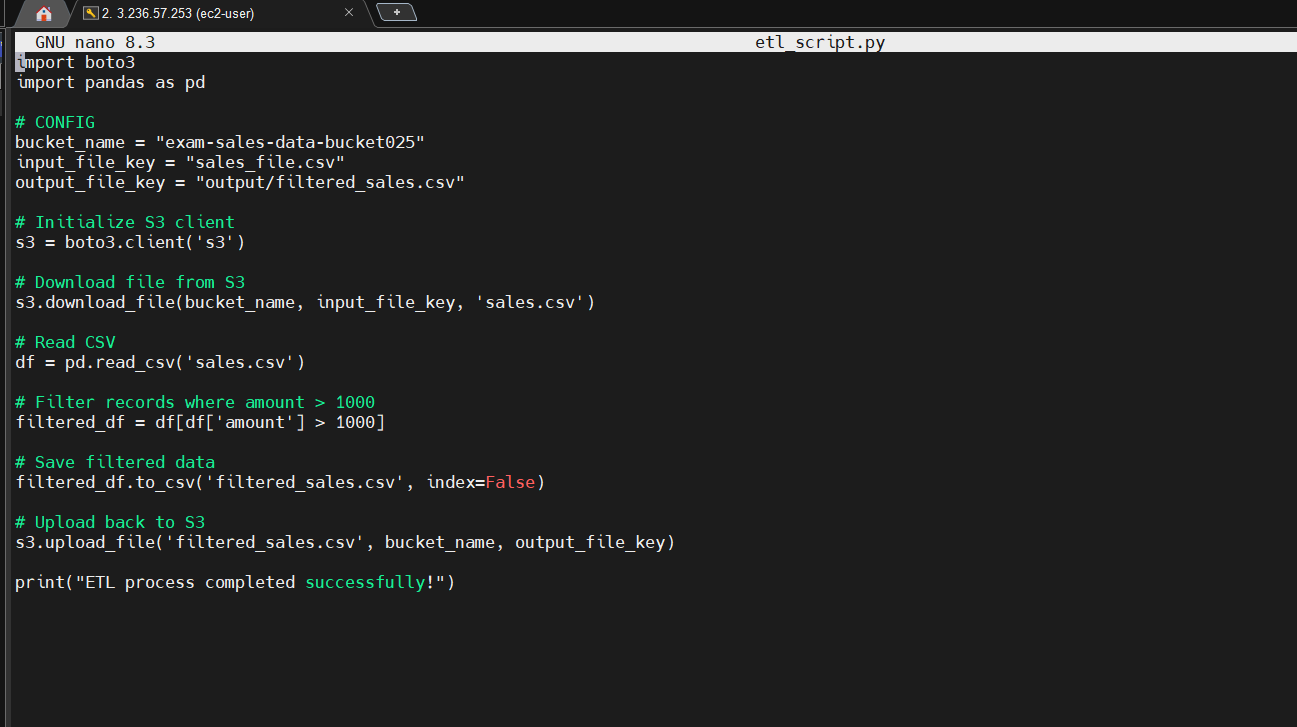 2. 3.236.57.253 (ec2-user)
GNU nano 8.3 etl_script.py
import boto3
import pandas as pd
# CONFIG
bucket_name = "exam-sales-data-bucket025"
input_file_key = "sales_file.csv"
output_file_key = "output/filtered_sales.csv"
# Initialize S3 client
s3 = boto3.client('s3')
# Download file from S3
s3.download_file(bucket_name, input_file_key, 'sales.csv')
# Read CSV
df = pd.read_csv('sales.csv')
# Filter records where amount > 1000
filtered_df = df[df['amount'] > 1000]
# Save filtered data
filtered_df.to_csv('filtered_sales.csv', index=False)
# Upload back to S3
s3.upload_file('filtered_sales.csv', bucket_name, output_file_key)
print("ETL process completed successfully!")